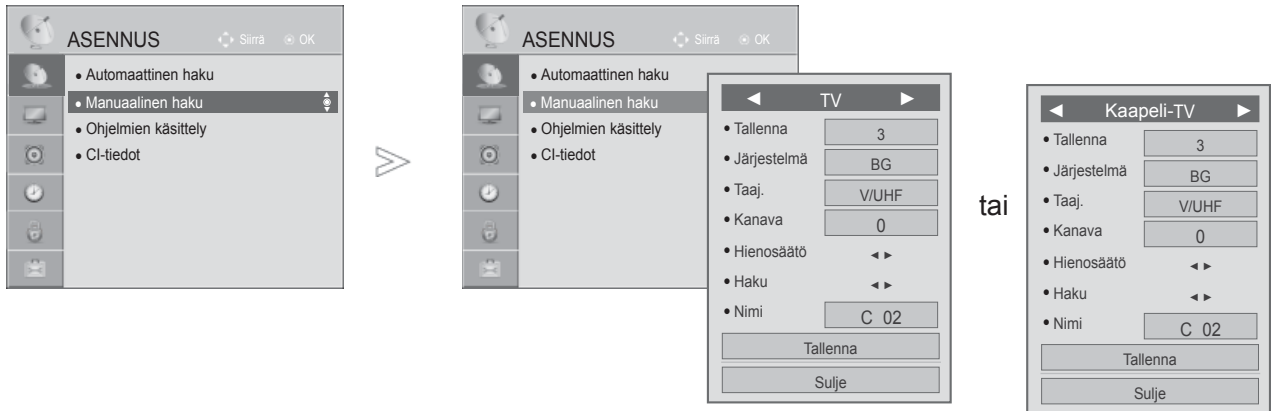 ASENNUS Siirrä OK
• Automaattinen haku
• Manuaalinen haku
• Ohjelmien käsittely
• CI-tiedot
ASENNUS Siirrä OK
• Automaattinen haku
• Manuaalinen haku
• Ohjelmien käsittely
• CI-tiedot
◄ TV ►
• Tallenna 3
• Järjestelmä BG
• Taaj. V/UHF
• Kanava 0
• Hienosäätö ◄ ►
• Haku ◄ ►
• Nimi C 02
Tallenna
Sulje
tai
◄ Kaapeli-TV ►
• Tallenna 3
• Järjestelmä BG
• Taaj. V/UHF
• Kanava 0
• Hienosäätö ◄ ►
• Haku ◄ ►
• Nimi C 02
Tallenna
Sulje